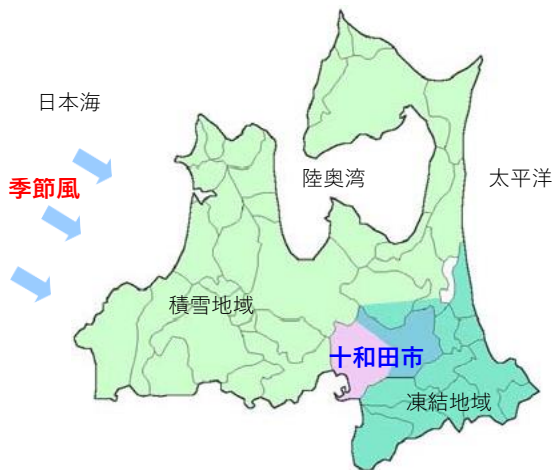 日本海
季節風
陸奥湾
太平洋
積雪地域
十和田市
凍結地域